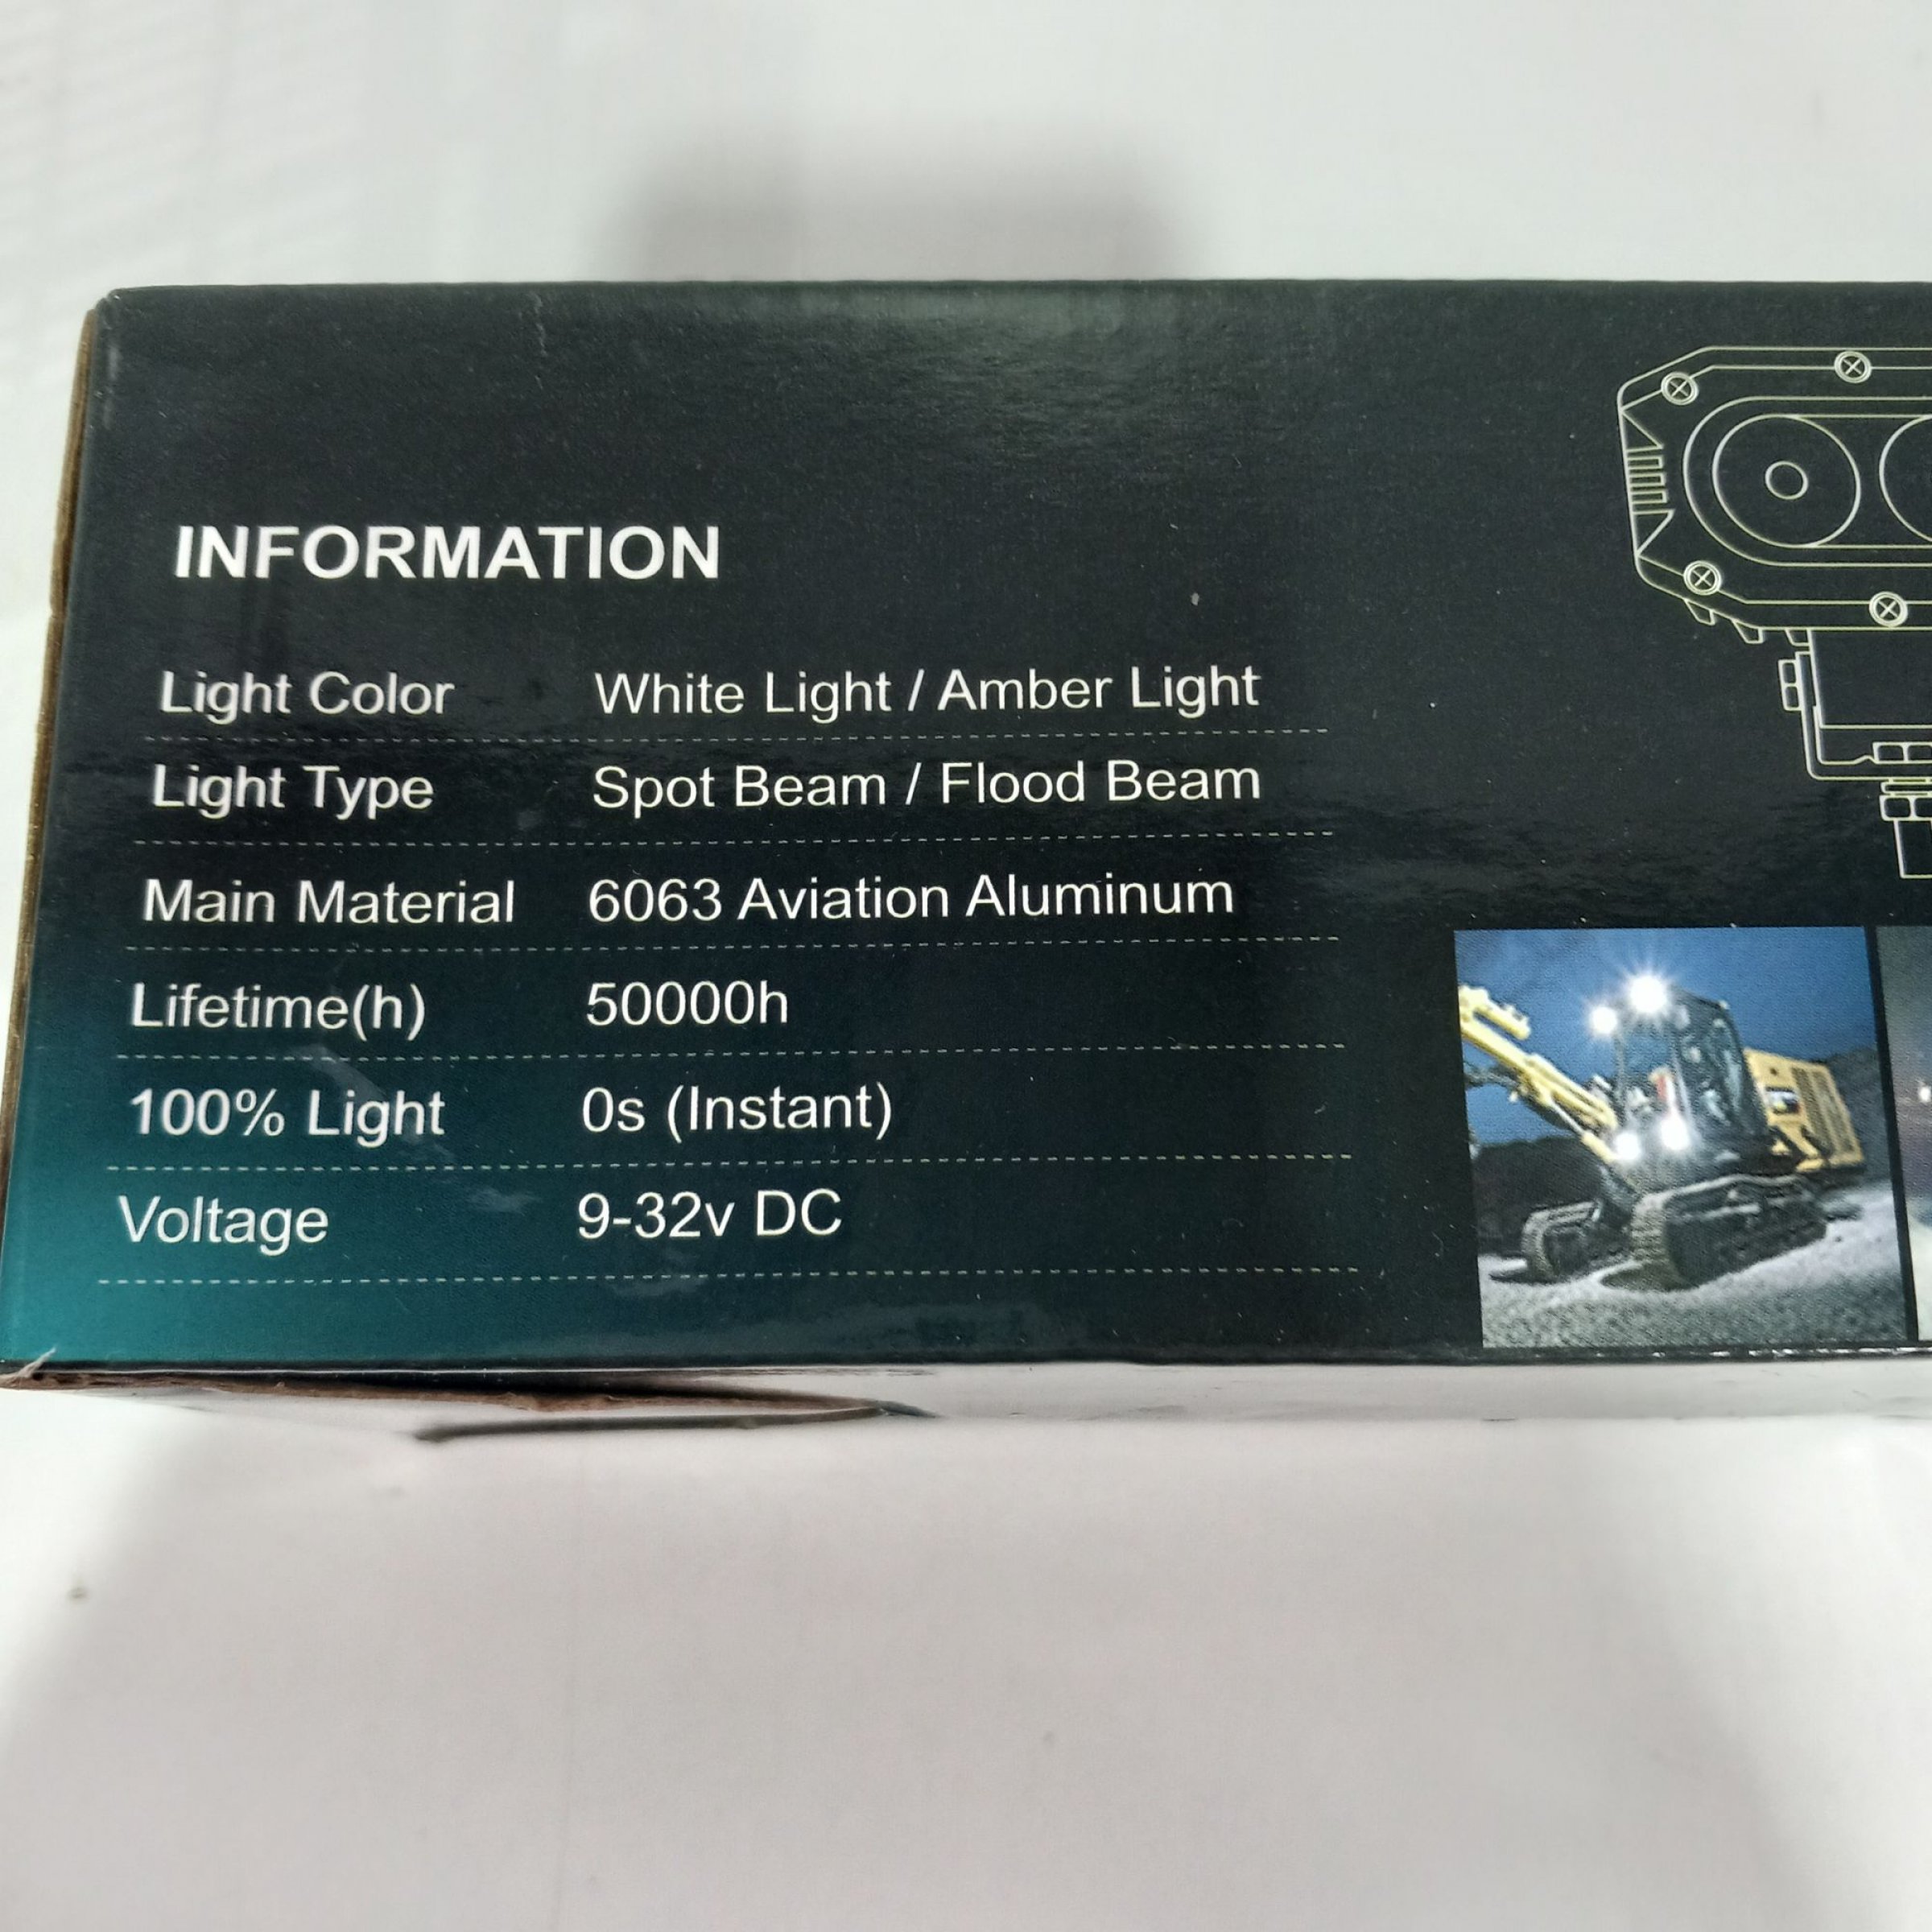 INFORMATION
Light Color White Light / Amber Light
Light Type Spot Beam / Flood Beam
Main Material 6063 Aviation Aluminum
Lifetime(h) 50000h
100% Light 0s (Instant)
Voltage 9-32v DC